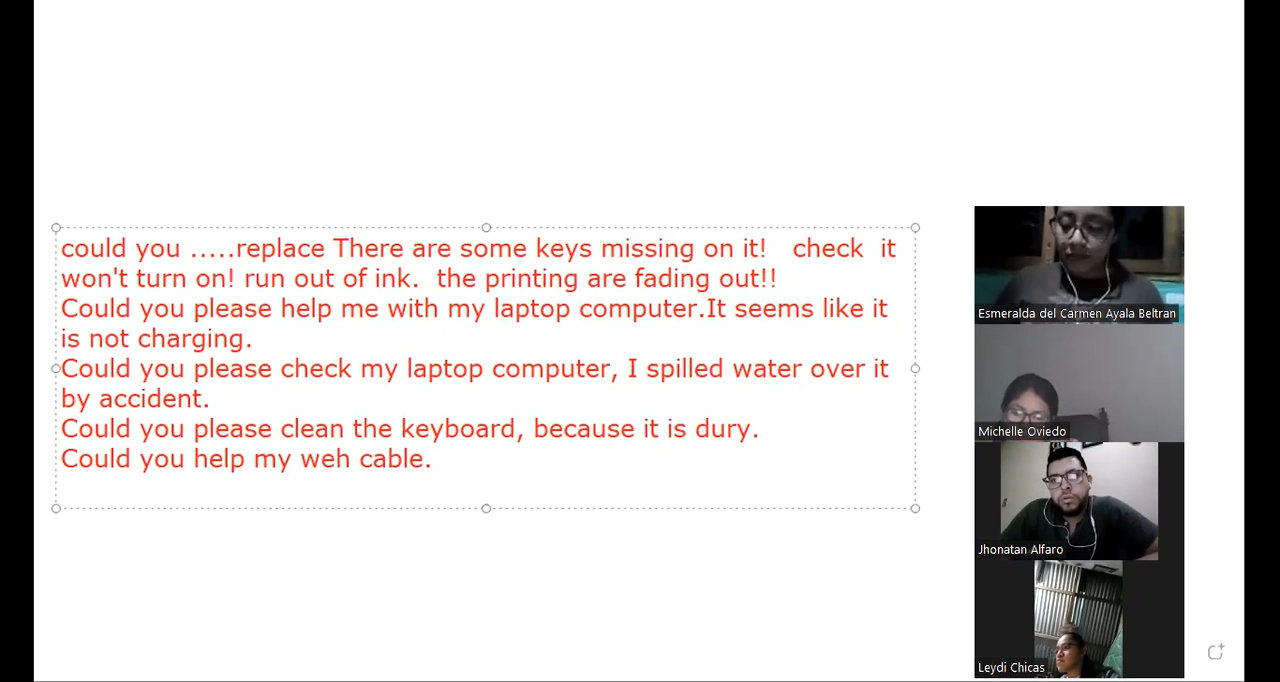 could you .....replace There are some keys missing on it!   check  it
won't turn on! run out of ink.  the printing are fading out!!
Could you please help me with my laptop computer.It seems like it
is not charging.
Could you please check my laptop computer, I spilled water over it
by accident.
Could you please clean the keyboard, because it is dury.
Could you help my weh cable.
Esmeralda del Carmen Ayala Beltran
Michelle Oviedo
Jhonatan Alfaro
Leydi Chicas